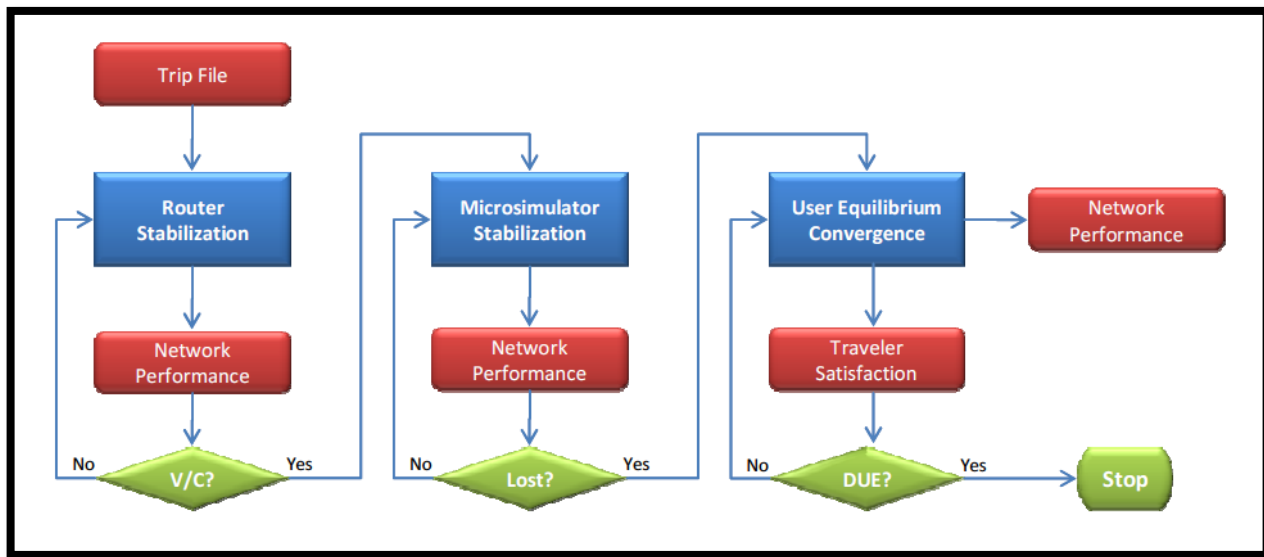 Trip File
Router
Stabilization
Network
Performance
No
V/C?
Yes
Microsimulator
Stabilization
Network
Performance
No
Lost?
Yes
User Equilibrium
Convergence
Network
Performance
Traveler
Satisfaction
No
DUE?
Yes
Stop